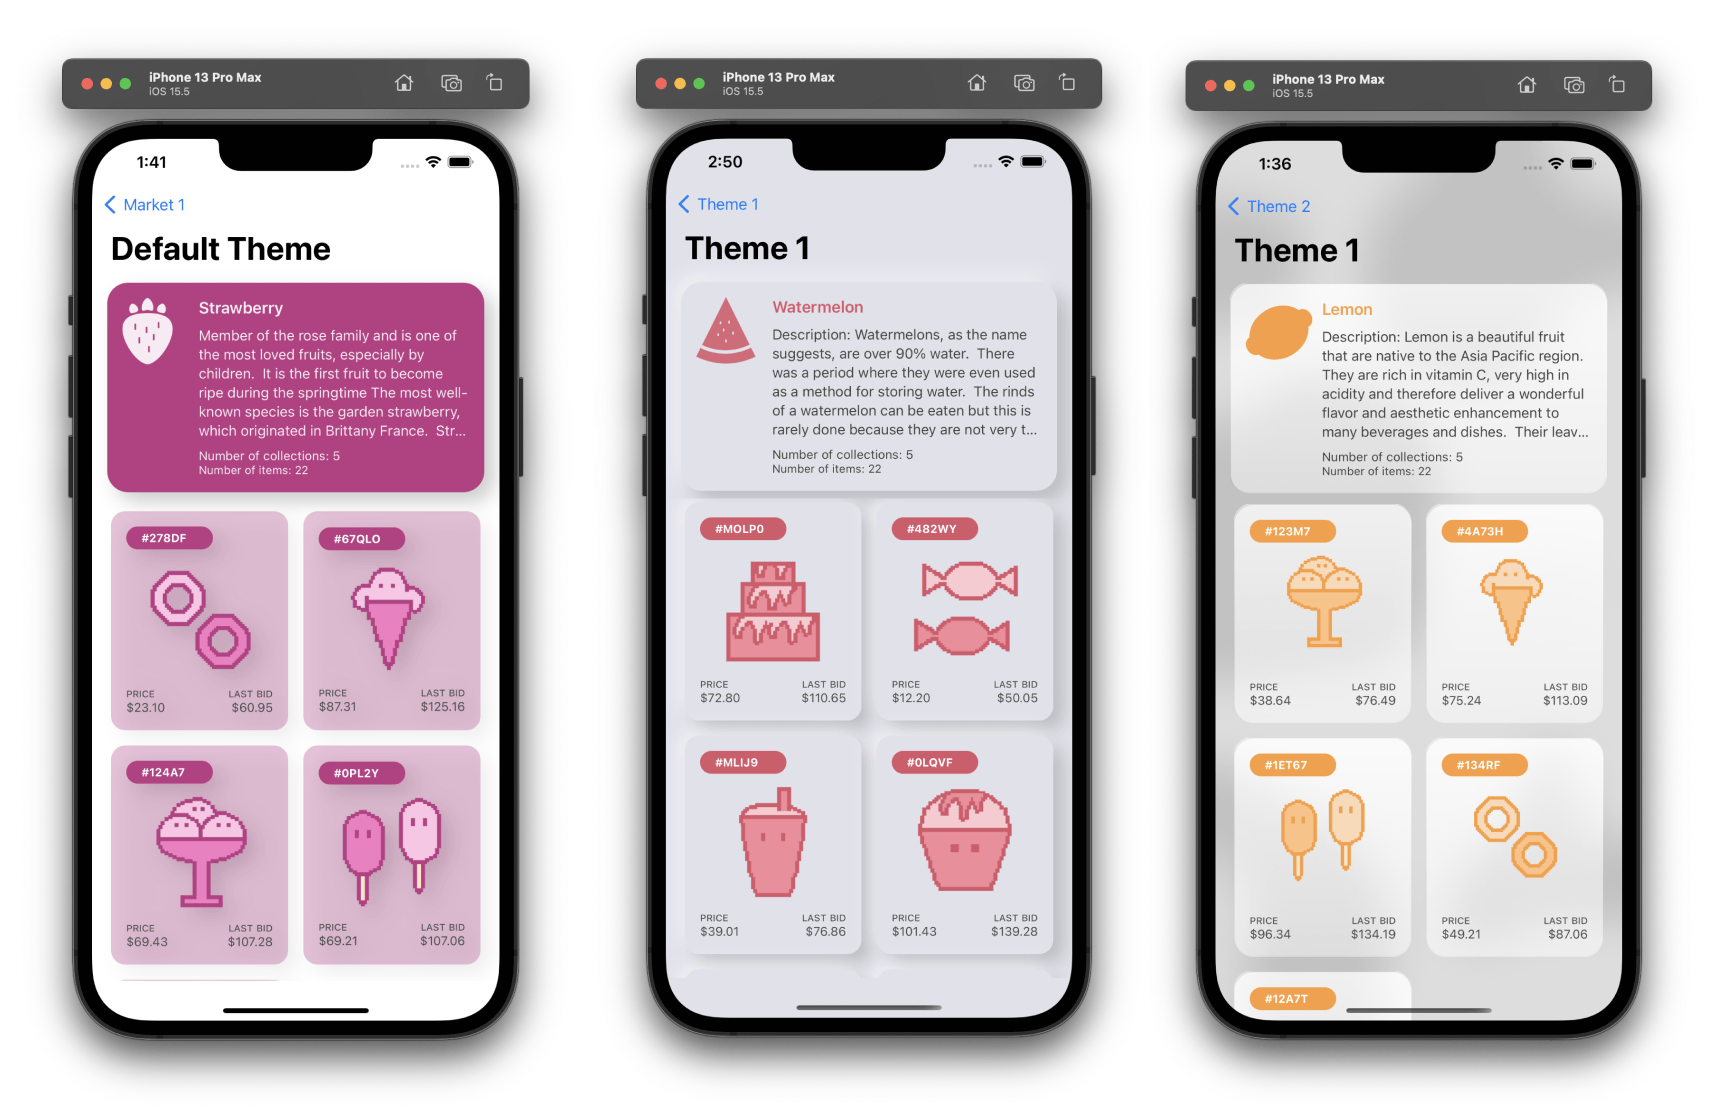 iPhone 13 Pro Max
iOS 15.5
1:41
Market 1
Default Theme
Strawberry
Member of the rose family and is one of
the most loved fruits, especially by
children.  It is the first fruit to become
ripe during the springtime The most well-
known species is the garden strawberry,
which originated in Brittany France.  Str...
Number of collections: 5
Number of items: 22
#278DF
PRICE
$23.10
LAST BID
$60.95
#67QLO
PRICE
$87.31
LAST BID
$125.16
#124A7
PRICE
$69.43
LAST BID
$107.28
#0PL2Y
PRICE
$69.21
LAST BID
$107.06
iPhone 13 Pro Max
iOS 15.5
2:50
Theme 1
Theme 1
Watermelon
Description: Watermelons, as the name
suggests, are over 90% water.  There
was a period where they were even used
as a method for storing water.  The rinds
of a watermelon can be eaten but this is
rarely done because they are not very t...
Number of collections: 5
Number of items: 22
#MOLP0
PRICE
$72.80
LAST BID
$110.65
#482WY
PRICE
$12.20
LAST BID
$50.05
#MLIJ9
PRICE
$39.01
LAST BID
$76.86
#0LQVF
PRICE
$101.43
LAST BID
$139.28
iPhone 13 Pro Max
iOS 15.5
1:36
Theme 2
Theme 1
Lemon
Description: Lemon is a beautiful fruit
that are native to the Asia Pacific region.
They are rich in vitamin C, very high in
acidity and therefore deliver a wonderful
flavor and aesthetic enhancement to
many beverages and dishes.  Their leav...
Number of collections: 5
Number of items: 22
#123M7
PRICE
$38.64
LAST BID
$76.49
#4A73H
PRICE
$75.24
LAST BID
$113.09
#1ET67
PRICE
$96.34
LAST BID
$134.19
#134RF
PRICE
$49.21
LAST BID
$87.06
#12A7T